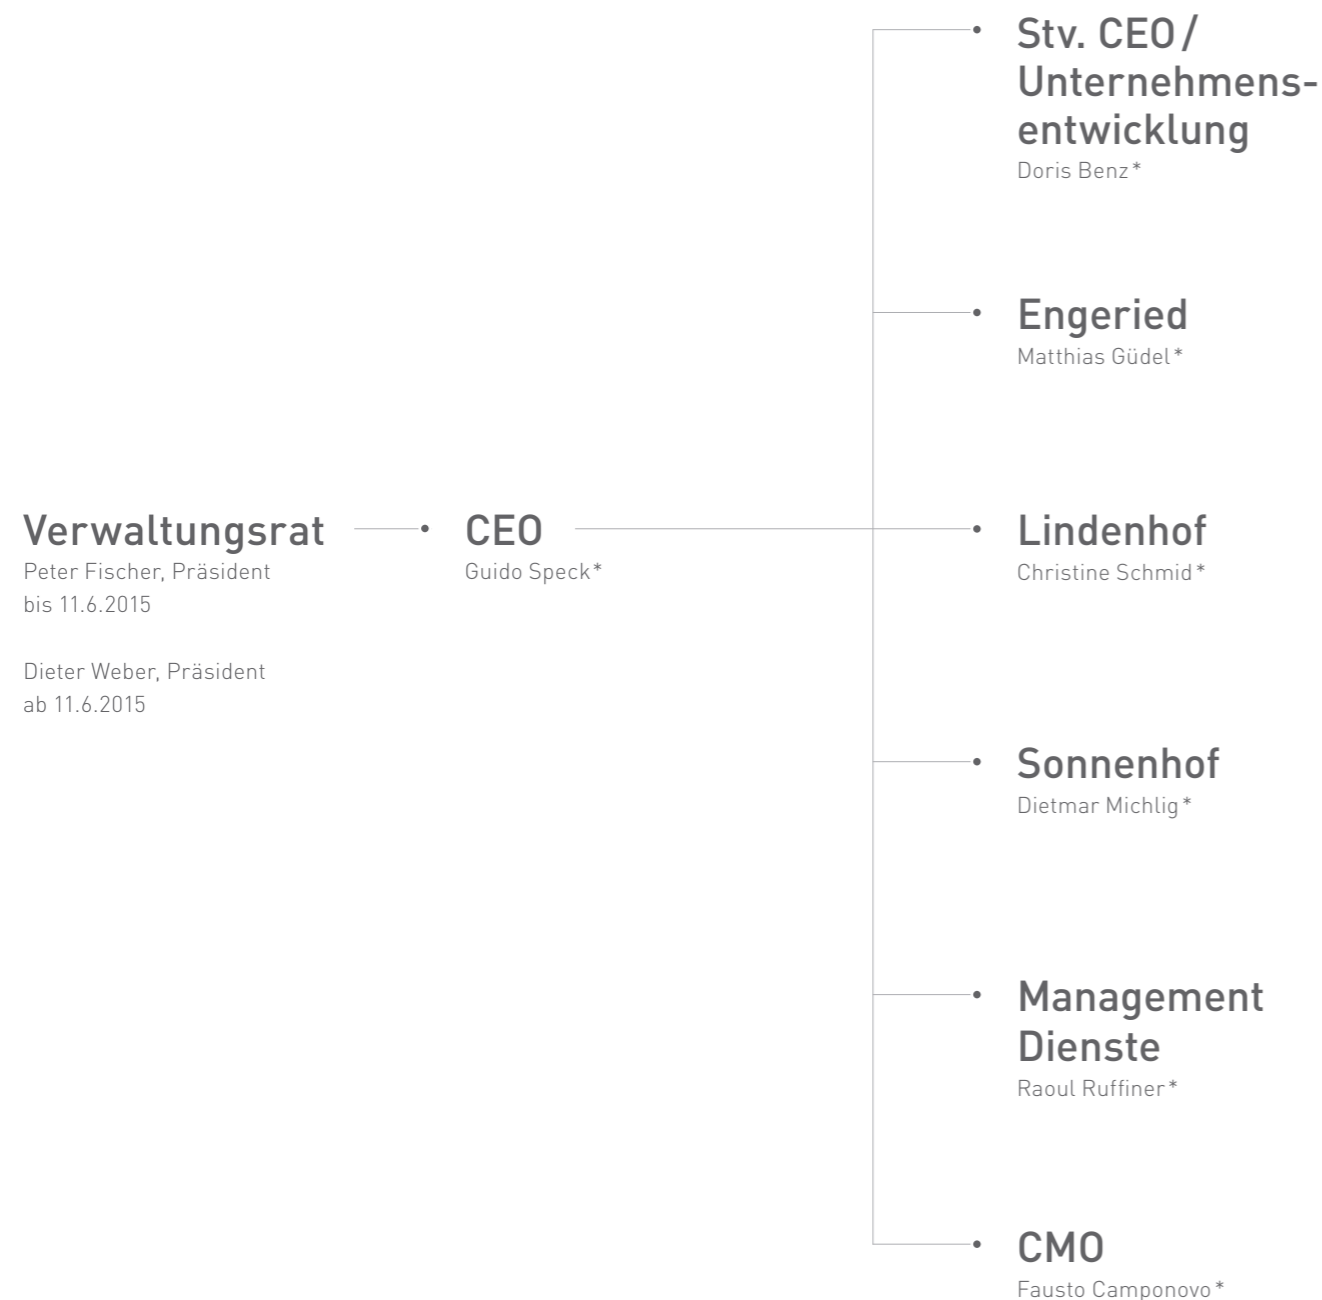 Verwaltungsrat
Peter Fischer, Präsident
bis 11.6.2015
Dieter Weber, Präsident
ab 11.6.2015
CEO
Guido Speck*
Stv. CEO/
Unternehmens-
entwicklung
Doris Benz*
Engeried
Matthias Güdel*
Lindenhof
Christine Schmid*
Sonnenhof
Dietmar Michlig*
Management
Dienste
Raoul Ruffiner*
CMO
Fausto Camponovo*